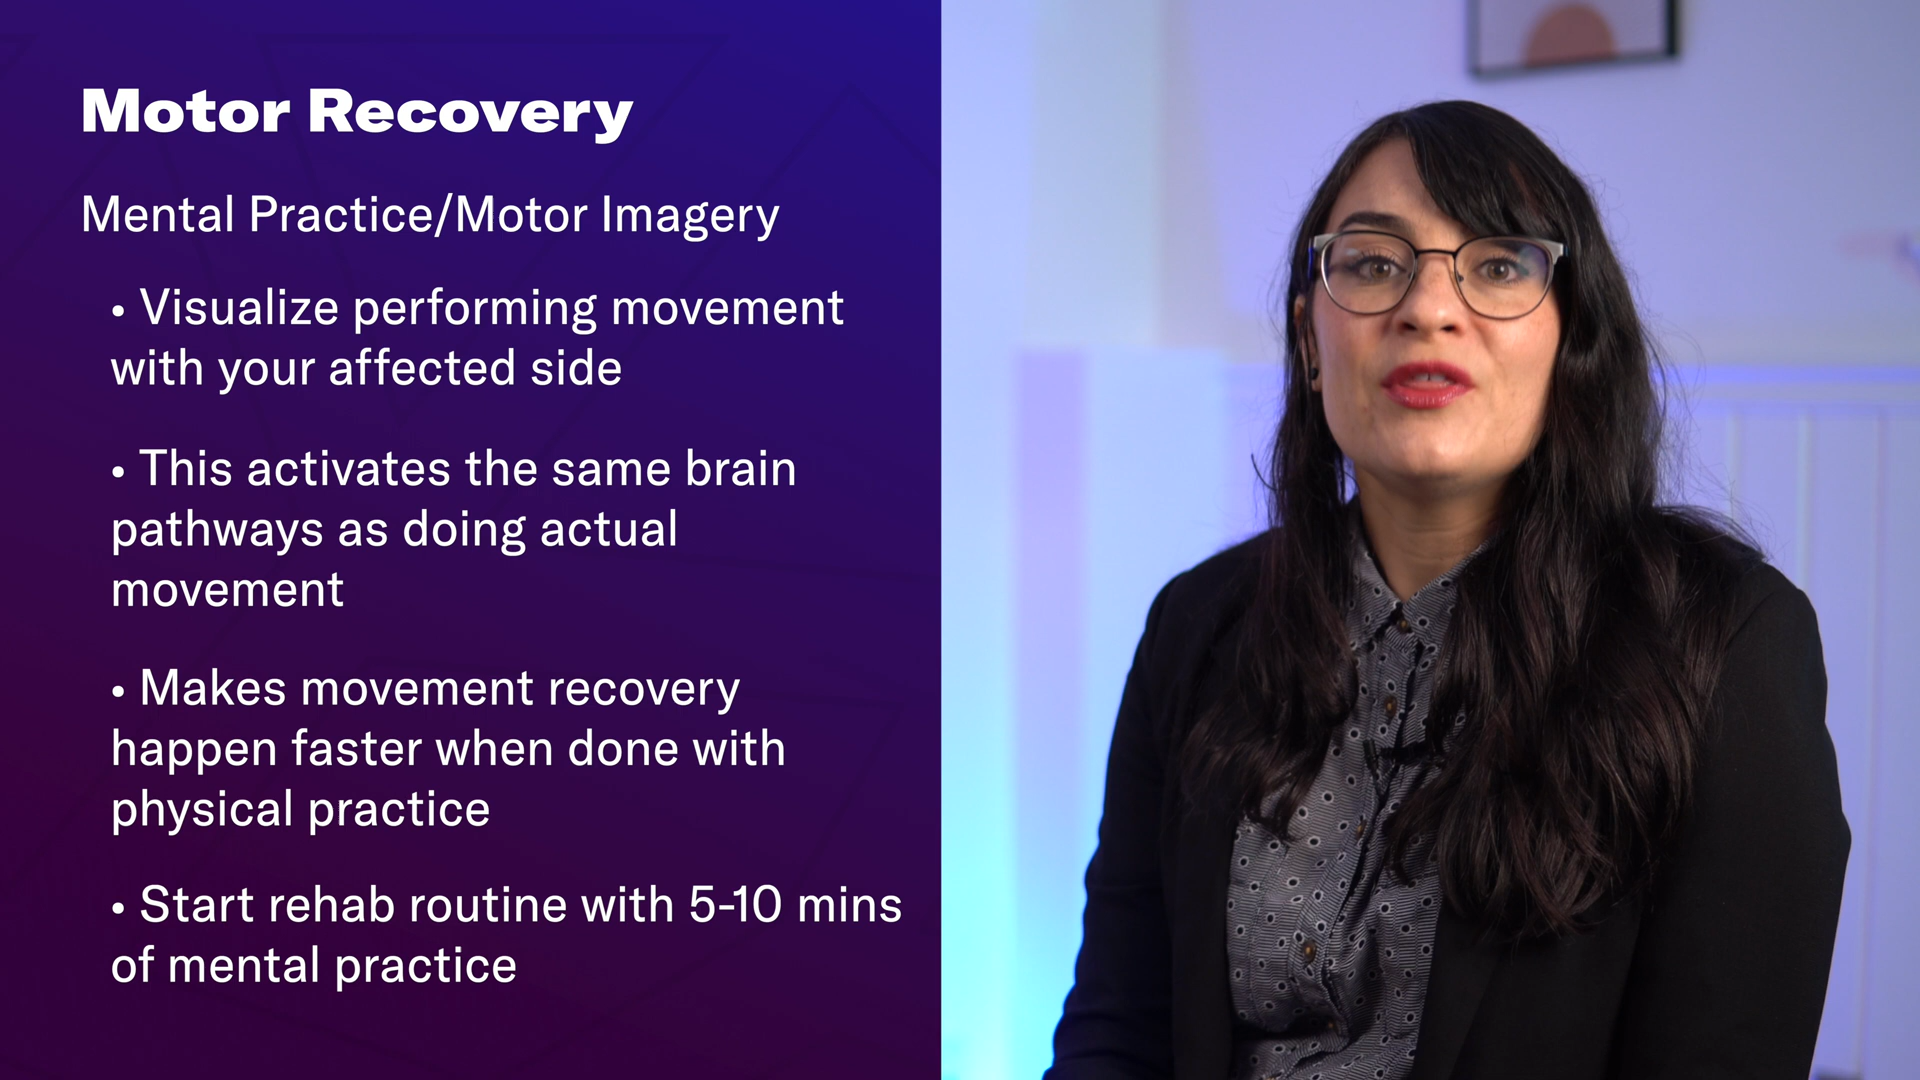 Motor Recovery
Mental Practice/Motor Imagery
• Visualize performing movement
with your affected side
• This activates the same brain
pathways as doing actual
movement
• Makes movement recovery
happen faster when done with
physical practice
• Start rehab routine with 5-10 mins
of mental practice